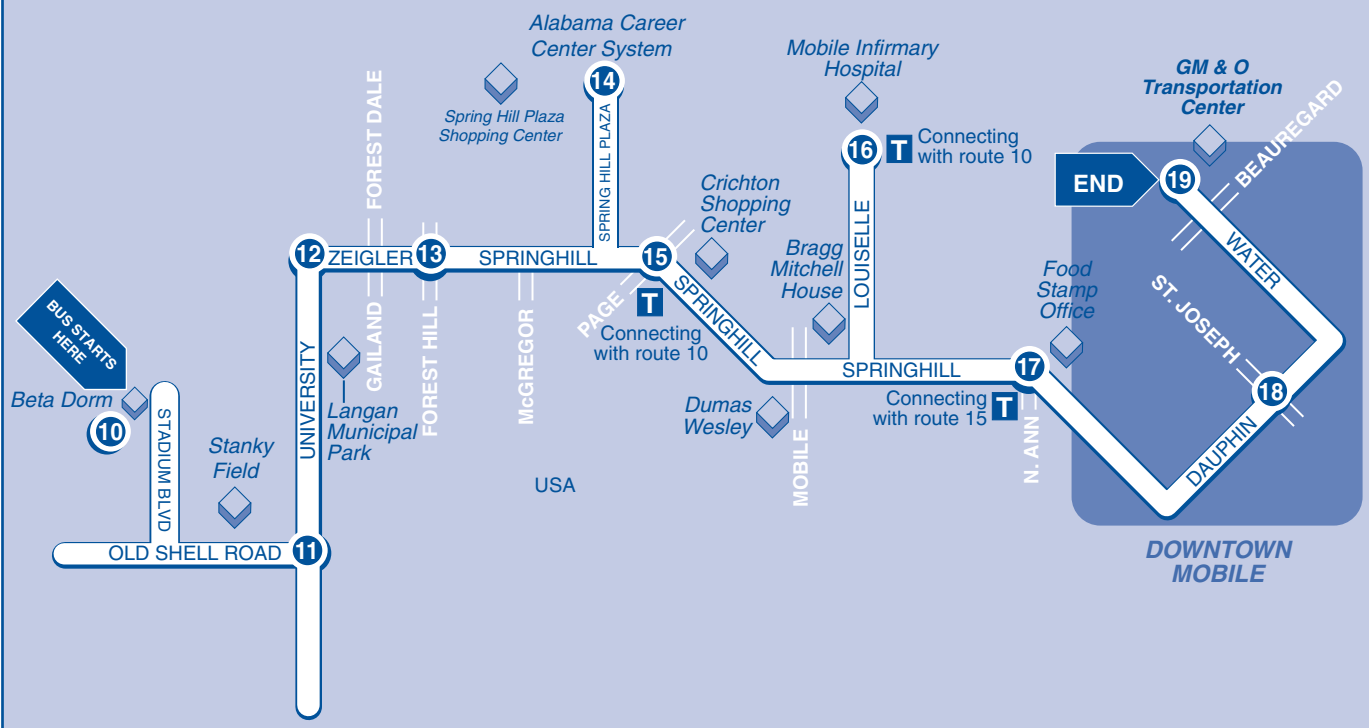 Alabama Career
Center System
14
Spring Hill Plaza
Shopping Center
SPRING HILL PLAZA
Mobile Infirmary
Hospital
16
T
Connecting
with route 10
GM & O
Transportation
Center
BEAUREGARD
END
19
WATER
FOREST DALE
12
ZEIGLER
13
SPRINGHILL
15
Crichton
Shopping
Center
PAGE
T
Connecting
with route 10
SPRINGHILL
Bragg
Mitchell
House
LOUISELLE
Food
Stamp
Office
ST. JOSEPH
BUS STARTS
HERE
Beta Dorm
10
STADIUM BLVD
Stanky
Field
UNIVERSITY
GAILAND
Langan
Municipal
Park
FOREST HILL
McGREGOR
USA
Dumas
Wesley
MOBILE
SPRINGHILL
17
Connecting
with route 15
T
N. ANN
18
DAUPHIN
OLD SHELL ROAD
11
DOWNTOWN
MOBILE